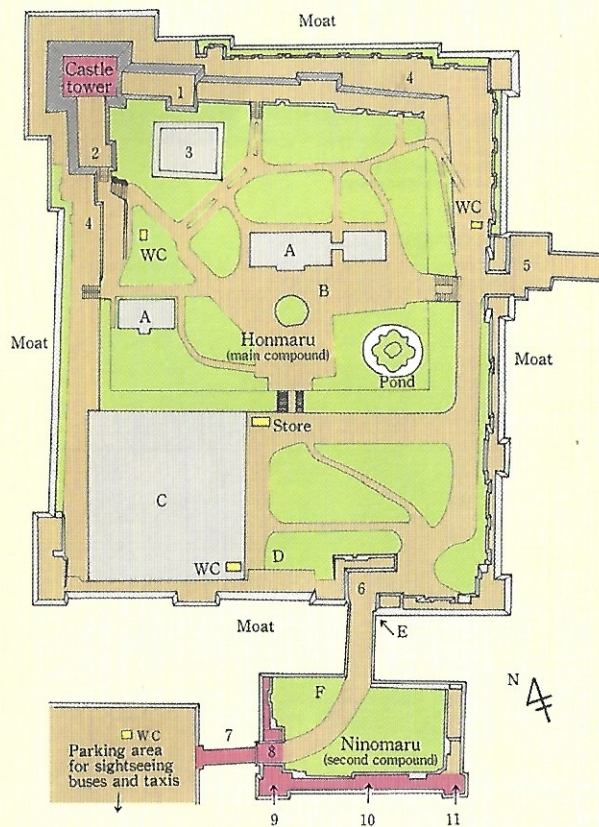 Moat
Castle
tower
4
1
2
3
WC
4
WC
A
5
B
A
Honmaru
(main compound)
Moat
Moat
Pond
Store
C
D
WC
6
Moat
E
N
F
7
WC
8
Ninomaru
(second compound)
Parking area
for sightseeing
buses and taxis
9
10
11